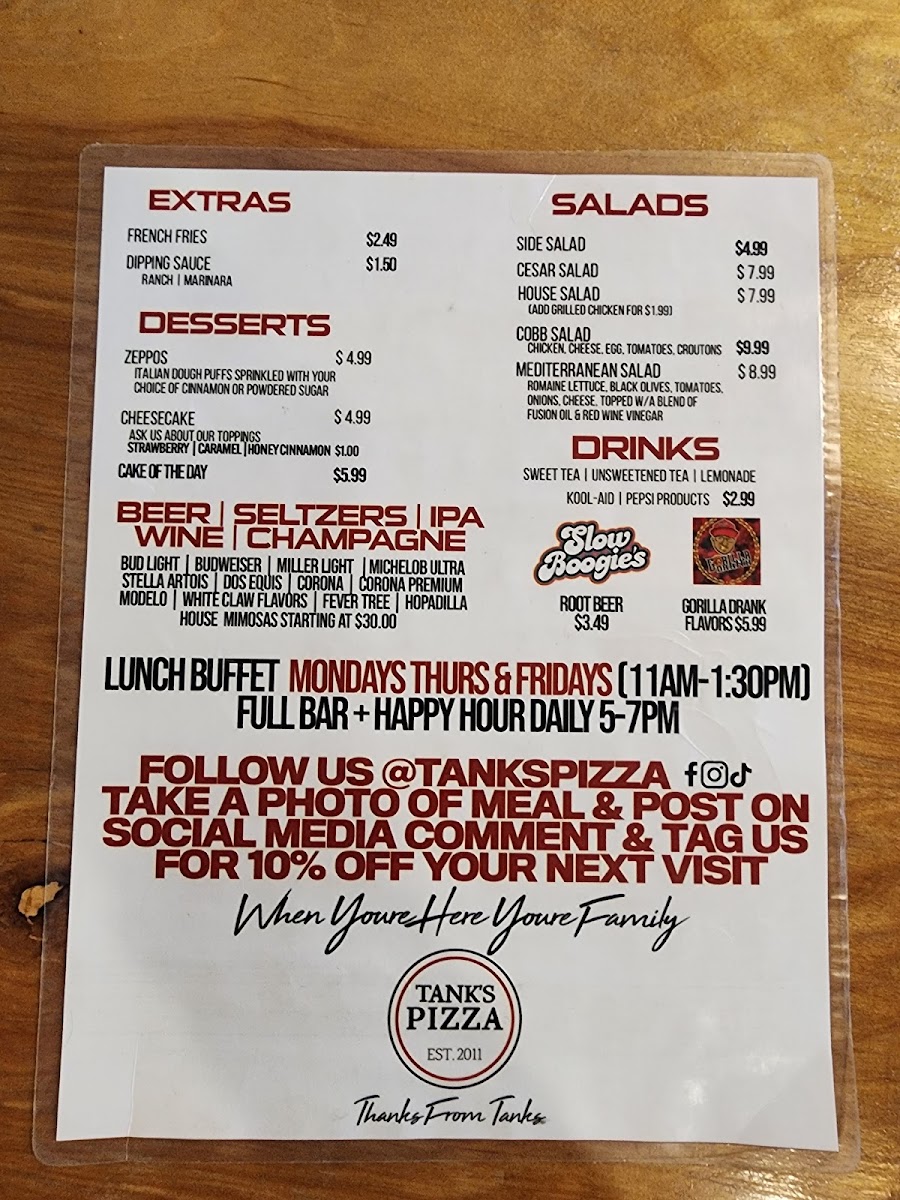 EXTRAS
FRENCH FRIES $2.49
DIPPING SAUCE $1.50
RANCH | MARINARA
DESSERTS
ZEPPOS $ 4.99
ITALIAN DOUGH PUFFS SPRINKLED WITH YOUR
CHOICE OF CINNAMON OR POWDERED SUGAR
CHEESECAKE $ 4.99
ASK US ABOUT OUR TOPPINGS
STRAWBERRY | CARAMEL | HONEY CINNAMON $1.00
CAKE OF THE DAY $5.99
BEER | SELTZERS | IPA
WINE | CHAMPAGNE
BUD LIGHT | BUDWEISER | MILLER LIGHT | MICHELOB ULTRA
STELLA ARTOIS | DOS EQUIS | CORONA | CORONA PREMIUM
MODELO | WHITE CLAW FLAVORS | FEVER TREE | HOPADILLA
HOUSE MIMOSAS STARTING AT $30.00
SALADS
SIDE SALAD $4.99
CESAR SALAD $ 7.99
HOUSE SALAD $ 7.99
(ADD GRILLED CHICKEN FOR $1.99)
COBB SALAD
CHICKEN, CHEESE, EGG, TOMATOES, CROUTONS $9.99
MEDITERRANEAN SALAD $ 8.99
ROMAINE LETTUCE, BLACK OLIVES, TOMATOES,
ONIONS, CHEESE, TOPPED W/A BLEND OF
FUSION OIL & RED WINE VINEGAR
DRINKS
SWEET TEA | UNSWEETENED TEA | LEMONADE
KOOL-AID | PEPSI PRODUCTS $2.99
Slow
Boogie's
ROOT BEER
$3.49
GORILLA
GORILLA DRANK
FLAVORS $5.99
LUNCH BUFFET MONDAYS THURS & FRIDAYS (11AM-1:30PM)
FULL BAR + HAPPY HOUR DAILY 5-7PM
FOLLOW US @TANKSPIZZA
TAKE A PHOTO OF MEAL & POST ON
SOCIAL MEDIA COMMENT & TAG US
FOR 10% OFF YOUR NEXT VISIT
When Youre Here Youre Family
TANK'S
PIZZA
EST. 2011
Thanks From Tanks